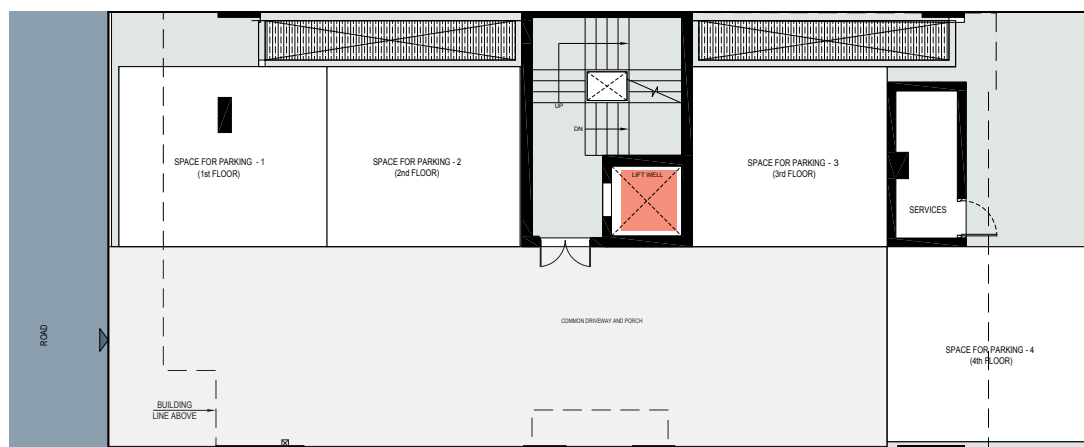 UP
DN
LIFT WELL
SPACE FOR PARKING - 1
(1st FLOOR)
SPACE FOR PARKING - 2
(2nd FLOOR)
SPACE FOR PARKING - 3
(3rd FLOOR)
SERVICES
ROAD
COMMON DRIVEWAY AND PORCH
SPACE FOR PARKING - 4
(4th FLOOR)
BUILDING
LINE ABOVE